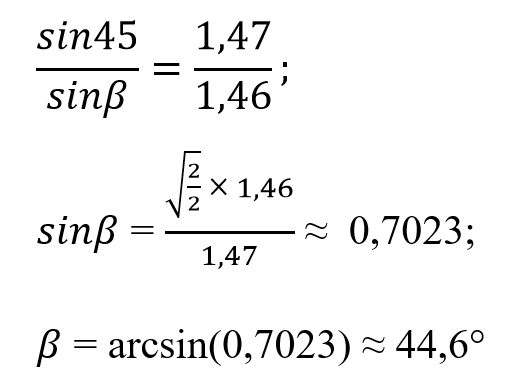 sin45/sinβ = 1,47/1,46;
sinβ = (√(2/2) × 1,46)/1,47 ≈ 0,7023;
β = arcsin(0,7023) ≈ 44,6°